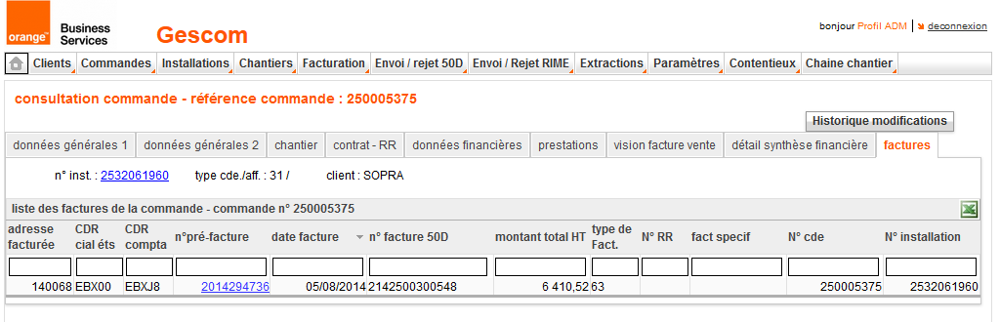 orange™
Business
Services
Gescom
bonjour Profil ADM
deconnexion
Clients Commandes Installations Chantiers Facturation Envoi / rejet 50D Envoi / Rejet RIME Extractions Paramètres Contentieux Chaine chantier
consultation commande - référence commande : 250005375
Historique modifications
données générales 1 données générales 2 chantier contrat - RR données financières prestations vision facture vente détail synthèse financière factures
n° inst. : 2532061960 type cde./aff. : 31 / client : SOPRA
liste des factures de la commande - commande n° 250005375
adresse facturée CDR cial éts CDR compta n°pré-facture date facture n° facture 50D montant total HT type de Fact. N° RR fact specif N° cde N° installation
140068 EBX00 EBXJ8 2014294736 05/08/2014 2142500300548 6 410,52 63 250005375 2532061960